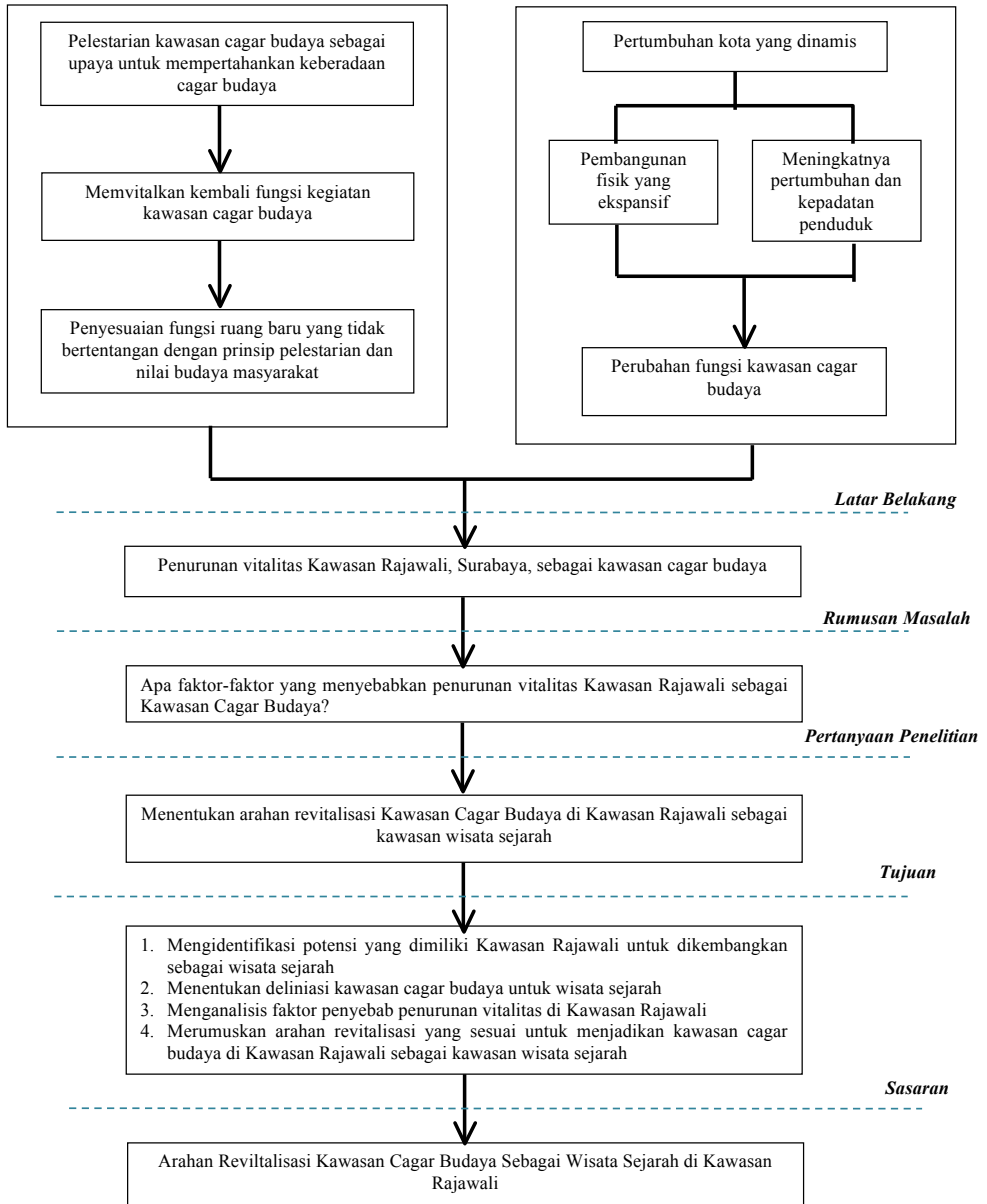 Pelestarian kawasan cagar budaya sebagai
upaya untuk mempertahankan keberadaan
cagar budaya
Memvitalkan kembali fungsi kegiatan
kawasan cagar budaya
Penyesuaian fungsi ruang baru yang tidak
bertentangan dengan prinsip pelestarian dan
nilai budaya masyarakat
Pertumbuhan kota yang dinamis
Pembangunan
fisik yang
ekspansif
Meningkatnya
pertumbuhan dan
kepadatan
penduduk
Perubahan fungsi kawasan cagar
budaya
Latar Belakang
Penurunan vitalitas Kawasan Rajawali, Surabaya, sebagai kawasan cagar budaya
Rumusan Masalah
Apa faktor-faktor yang menyebabkan penurunan vitalitas Kawasan Rajawali sebagai
Kawasan Cagar Budaya?
Pertanyaan Penelitian
Menentukan arahan revitalisasi Kawasan Cagar Budaya di Kawasan Rajawali sebagai
kawasan wisata sejarah
Tujuan
1. Mengidentifikasi potensi yang dimiliki Kawasan Rajawali untuk dikembangkan
sebagai wisata sejarah
2. Menentukan deliniasi kawasan cagar budaya untuk wisata sejarah
3. Menganalisis faktor penyebab penurunan vitalitas di Kawasan Rajawali
4. Merumuskan arahan revitalisasi yang sesuai untuk menjadikan kawasan cagar
budaya di Kawasan Rajawali sebagai kawasan wisata sejarah
Sasaran
Arahan Reviltalisasi Kawasan Cagar Budaya Sebagai Wisata Sejarah di Kawasan
Rajawali